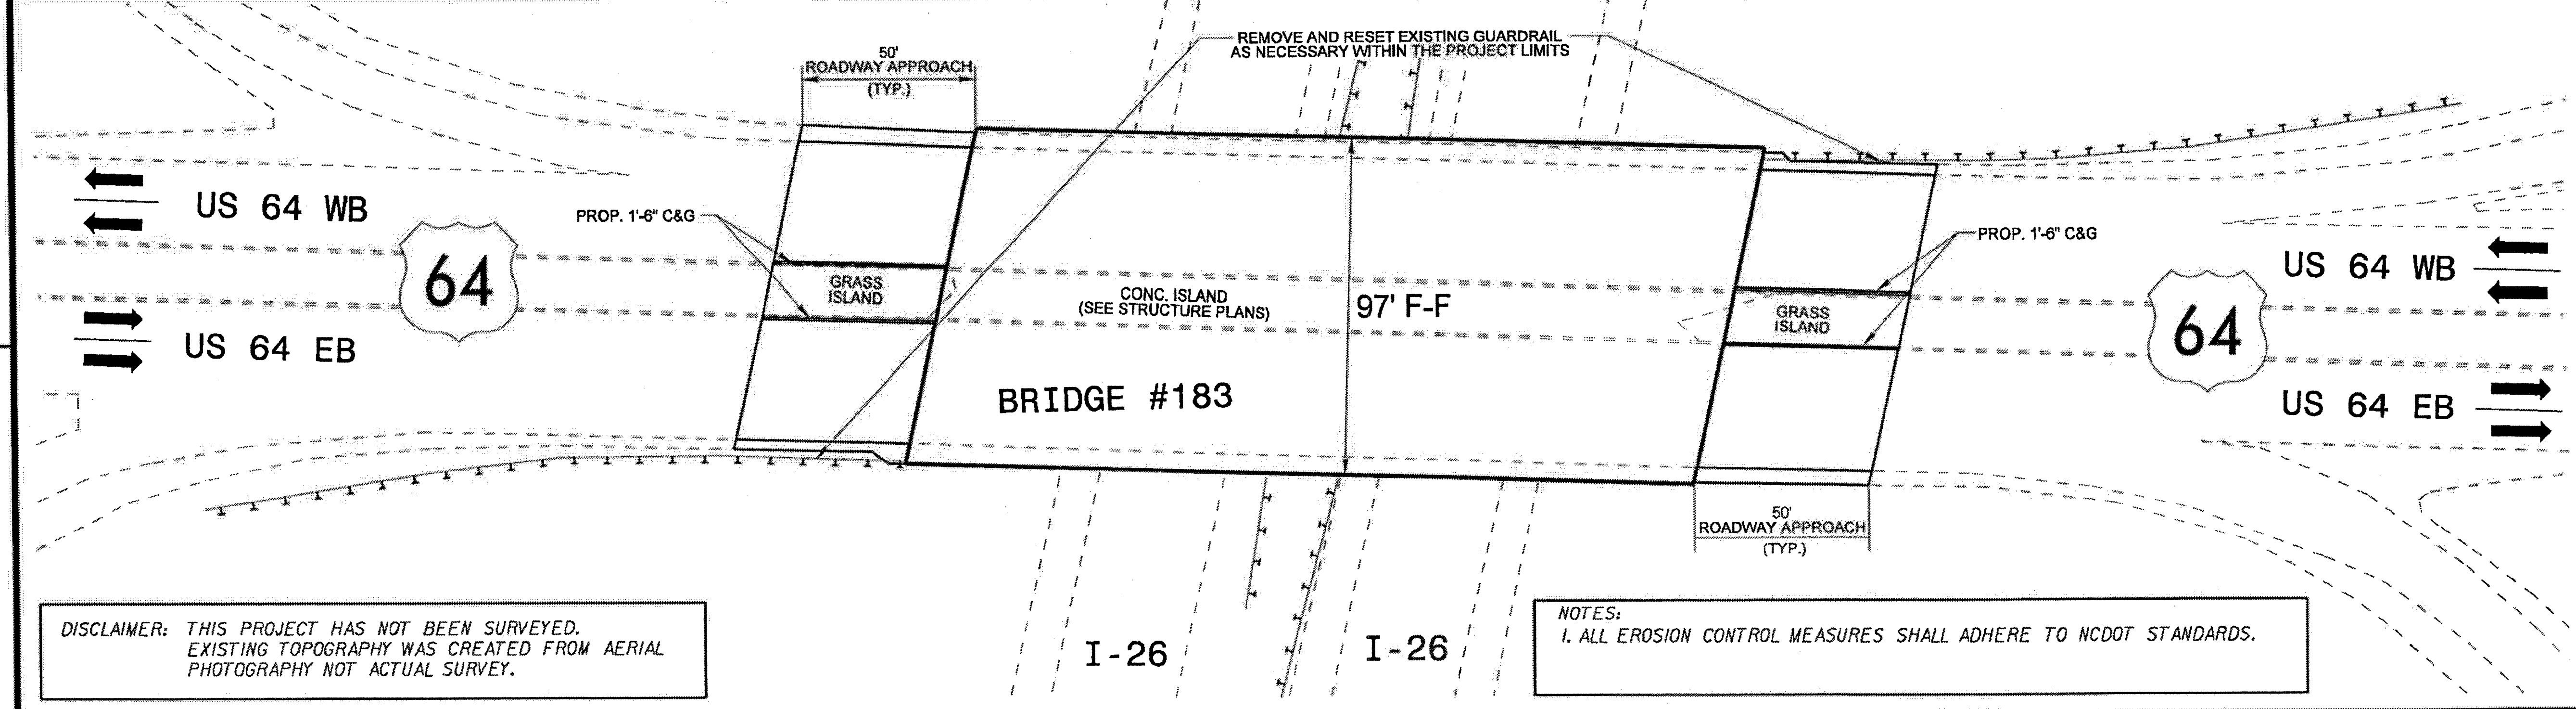 REMOVE AND RESET EXISTING GUARDRAIL
AS NECESSARY WITHIN THE PROJECT LIMITS
50'
ROADWAY APPROACH
(TYP.)
US 64 WB
64
US 64 EB
PROP. 1'-6" C&G
GRASS
ISLAND
CONC. ISLAND
(SEE STRUCTURE PLANS)
97' F-F
BRIDGE #183
GRASS
ISLAND
PROP. 1'-6" C&G
US 64 WB
64
US 64 EB
50'
ROADWAY APPROACH
(TYP.)
I-26
I-26
DISCLAIMER: THIS PROJECT HAS NOT BEEN SURVEYED.
EXISTING TOPOGRAPHY WAS CREATED FROM AERIAL
PHOTOGRAPHY NOT ACTUAL SURVEY.
NOTES:
1. ALL EROSION CONTROL MEASURES SHALL ADHERE TO NCDOT STANDARDS.